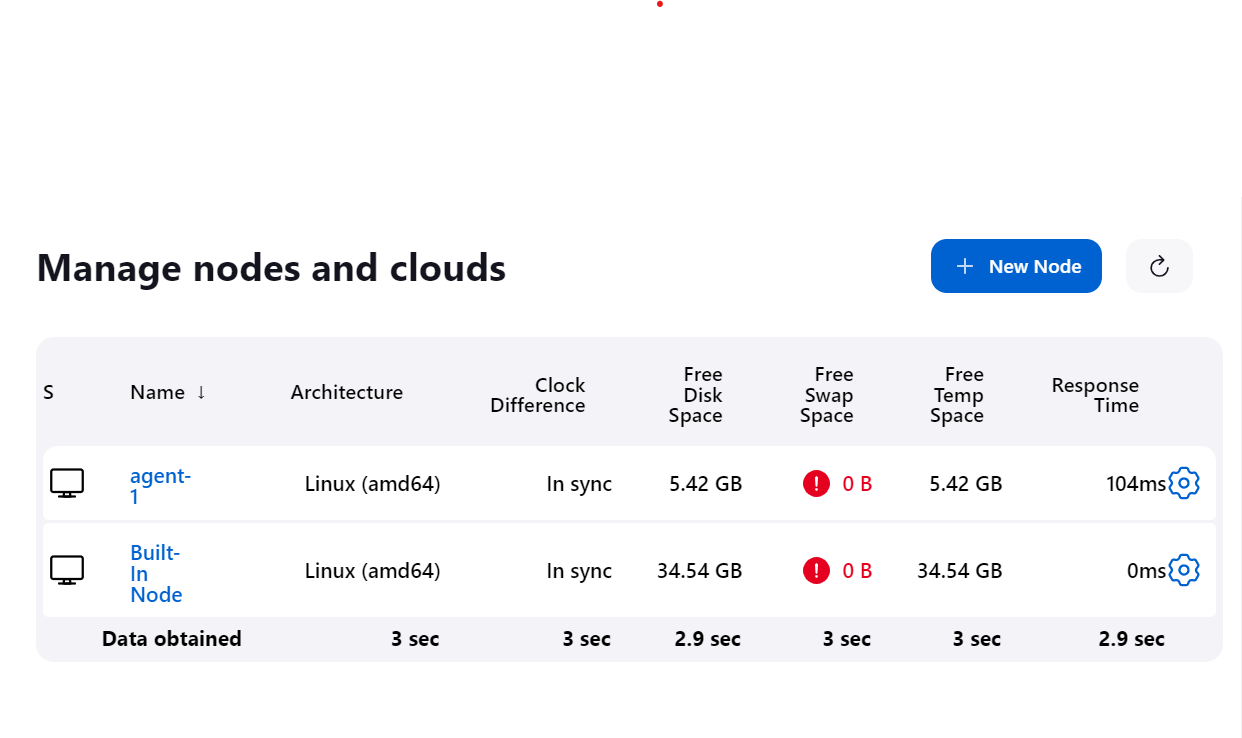 Manage nodes and clouds
New Node
S Name ↓ Architecture Clock Difference Free Disk Space Free Swap Space Free Temp Space Response Time
agent-1 Linux (amd64) In sync 5.42 GB ! 0 B 5.42 GB 104ms
Built-In Node Linux (amd64) In sync 34.54 GB ! 0 B 34.54 GB 0ms
Data obtained 3 sec 3 sec 2.9 sec 3 sec 3 sec 2.9 sec